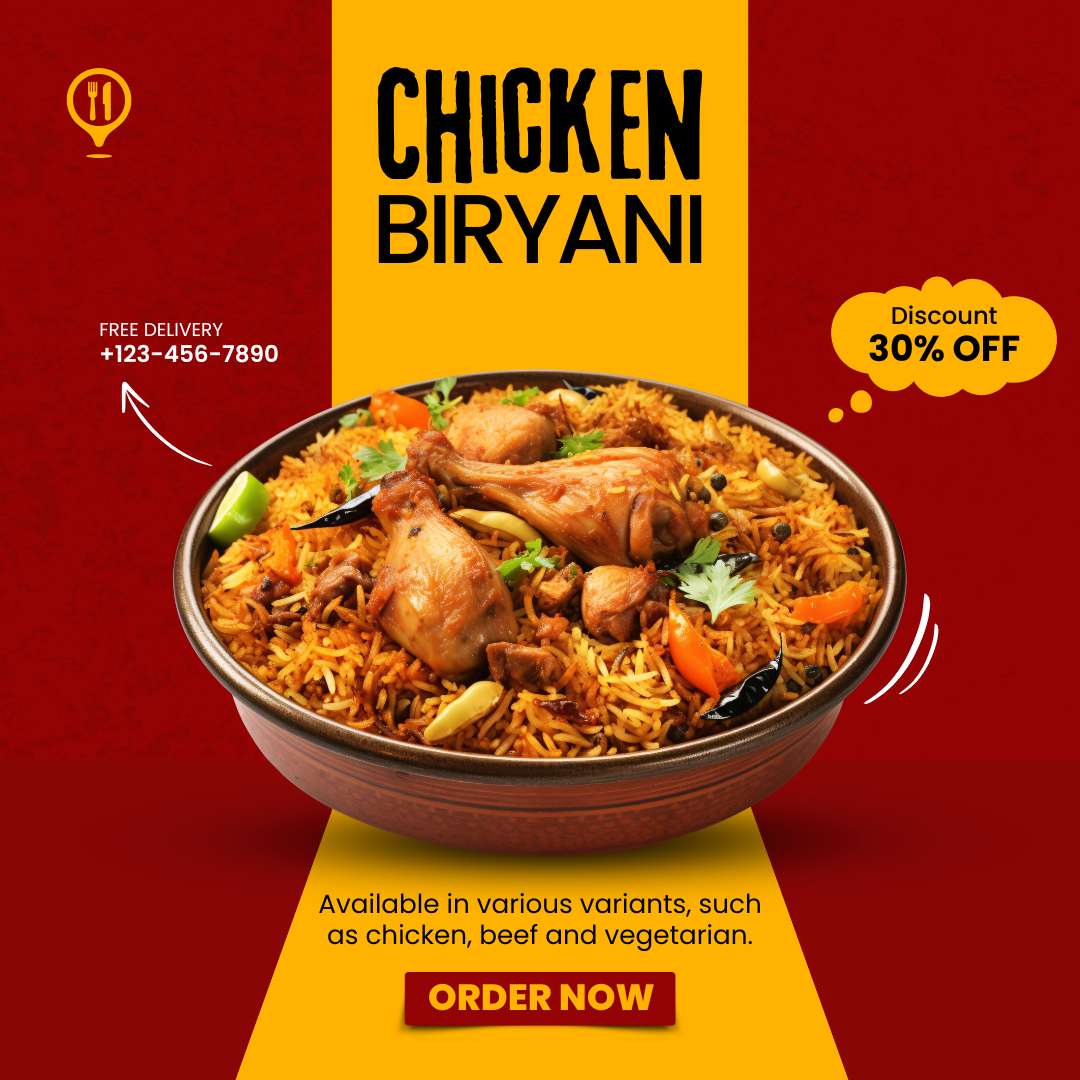 CHICKEN
BIRYANI
FREE DELIVERY
+123-456-7890
Discount
30% OFF
Available in various variants, such
as chicken, beef and vegetarian.
ORDER NOW